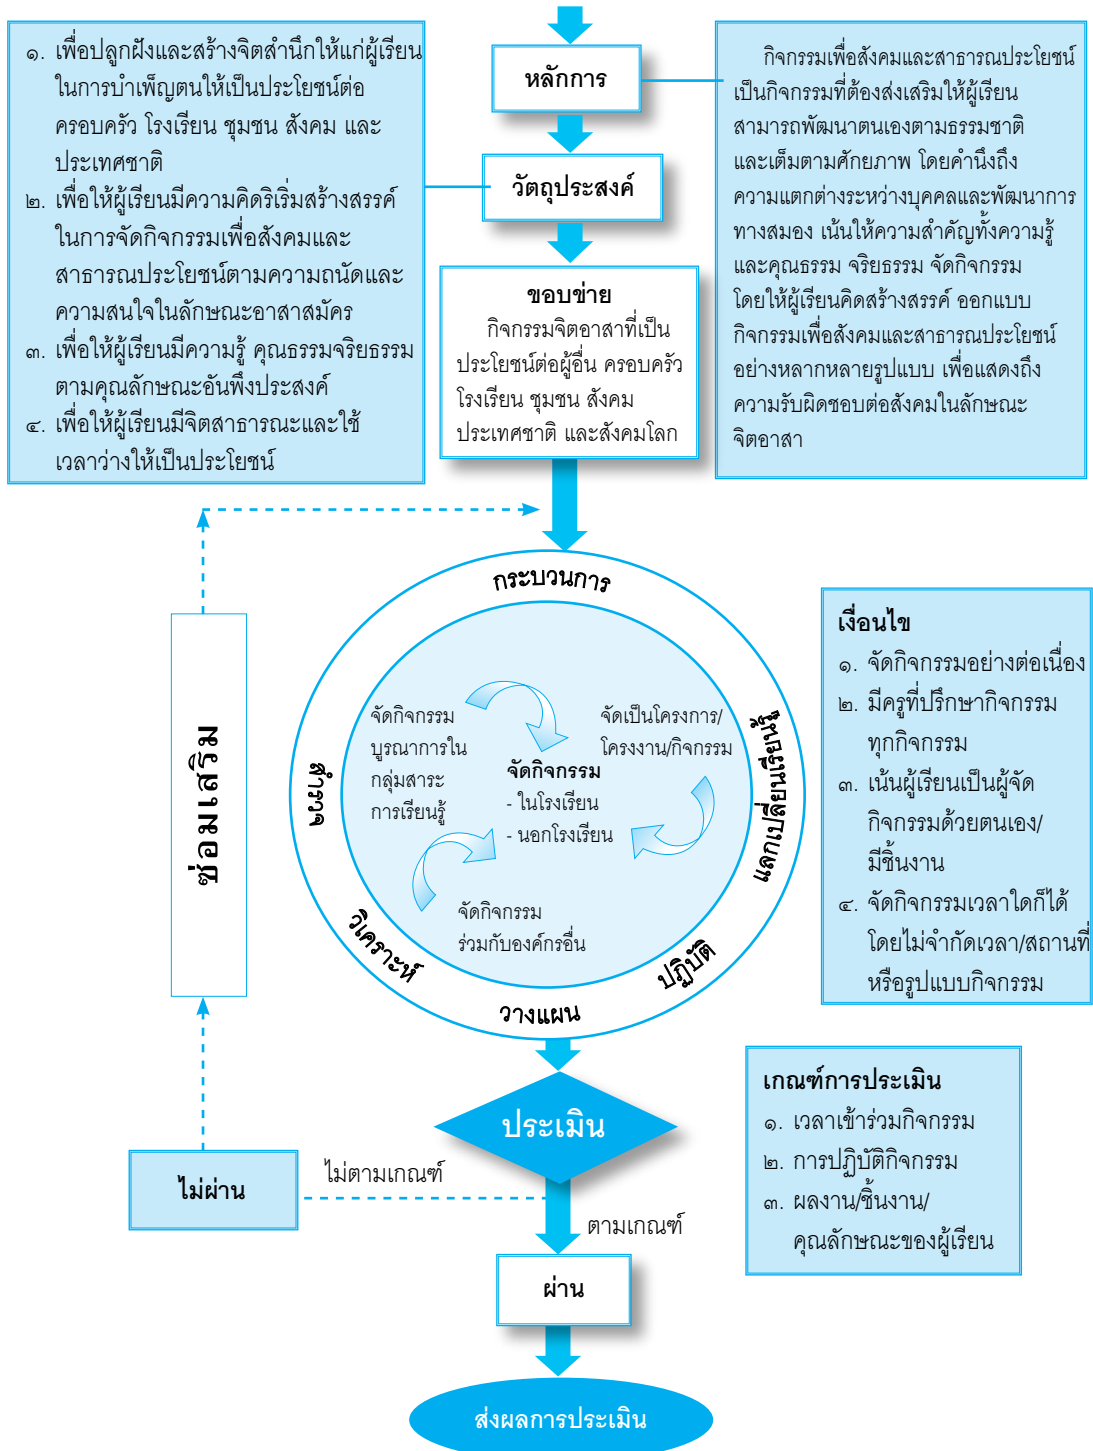 ๑. เพื่อปลูกฝังและสร้างจิตสำนึกให้แก่ผู้เรียน
ในการบำเพ็ญตนให้เป็นประโยชน์ต่อ
ครอบครัว โรงเรียน ชุมชน สังคม และ
ประเทศชาติ
๒. เพื่อให้ผู้เรียนมีความคิดริเริ่มสร้างสรรค์
ในการจัดกิจกรรมเพื่อสังคมและ
สาธารณประโยชน์ตามความถนัดและ
ความสนใจในลักษณะอาสาสมัคร
๓. เพื่อให้ผู้เรียนมีความรู้ คุณธรรมจริยธรรม
ตามคุณลักษณะอันพึงประสงค์
๔. เพื่อให้ผู้เรียนมีจิตสาธารณะและใช้
เวลาว่างให้เป็นประโยชน์
หลักการ
วัตถุประสงค์
ขอบข่าย
กิจกรรมจิตอาสาที่เป็น
ประโยชน์ต่อผู้อื่น ครอบครัว
โรงเรียน ชุมชน สังคม
ประเทศชาติ และสังคมโลก
กิจกรรมเพื่อสังคมและสาธารณประโยชน์
เป็นกิจกรรมที่ต้องส่งเสริมให้ผู้เรียน
สามารถพัฒนาตนเองตามธรรมชาติ
และเต็มตามศักยภาพ โดยคำนึงถึง
ความแตกต่างระหว่างบุคคลและพัฒนาการ
ทางสมอง เน้นให้ความสำคัญทั้งความรู้
และคุณธรรม จริยธรรม จัดกิจกรรม
โดยให้ผู้เรียนคิดสร้างสรรค์ ออกแบบ
กิจกรรมเพื่อสังคมและสาธารณประโยชน์
อย่างหลากหลายรูปแบบ เพื่อแสดงถึง
ความรับผิดชอบต่อสังคมในลักษณะ
จิตอาสา
กระบวนการ
สำรวจ
วิเคราะห์
วางแผน
ปฏิบัติ
แลกเปลี่ยนเรียนรู้
จัดกิจกรรม
บูรณาการใน
กลุ่มสาระ
การเรียนรู้
จัดเป็นโครงการ/
โครงงาน/กิจกรรม
จัดกิจกรรม
- ในโรงเรียน
- นอกโรงเรียน
จัดกิจกรรม
ร่วมกับองค์กรอื่น
ซ่อมเสริม
เงื่อนไข
๑. จัดกิจกรรมอย่างต่อเนื่อง
๒. มีครูที่ปรึกษากิจกรรม
ทุกกิจกรรม
๓. เน้นผู้เรียนเป็นผู้จัด
กิจกรรมด้วยตนเอง/
มีชิ้นงาน
๔. จัดกิจกรรมเวลาใดก็ได้
โดยไม่จำกัดเวลา/สถานที่
หรือรูปแบบกิจกรรม
ประเมิน
เกณฑ์การประเมิน
๑. เวลาเข้าร่วมกิจกรรม
๒. การปฏิบัติกิจกรรม
๓. ผลงาน/ชิ้นงาน/
คุณลักษณะของผู้เรียน
ไม่ผ่าน
ไม่ตามเกณฑ์
ตามเกณฑ์
ผ่าน
ส่งผลการประเมิน